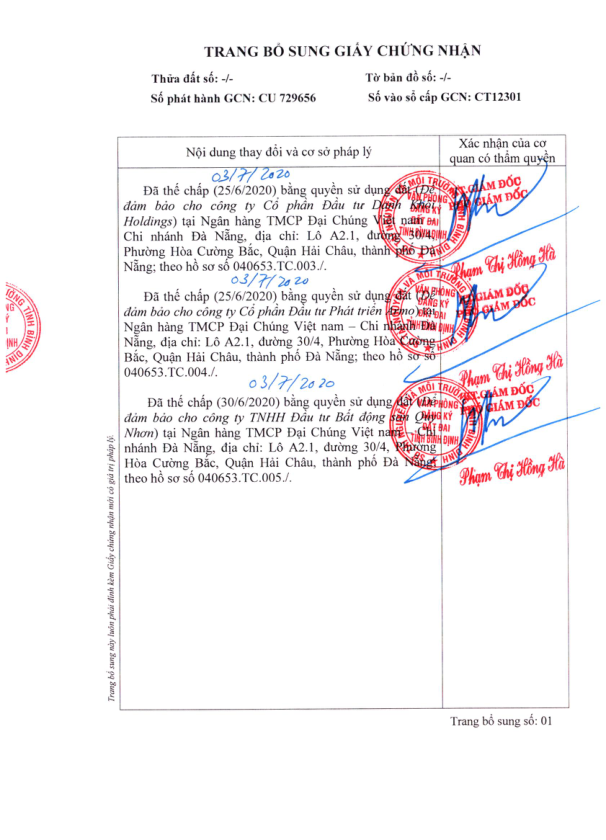 TRANG BỔ SUNG GIẤY CHỨNG NHẬN
Thửa đất số: -/-
Tờ bản đồ số: -/-
Số phát hành GCN: CU 729656
Số vào sổ cấp GCN: CT12301
Nội dung thay đổi và cơ sở pháp lý
Xác nhận của cơ
quan có thẩm quyền
03/7/2020
Đã thế chấp (25/6/2020) bằng quyền sử dụng đất (Để
đảm bảo cho công ty Cổ phần Đầu tư Danh Khôi
Holdings) tại Ngân hàng TMCP Đại Chúng Việt nam –
Chi nhánh Đà Nẵng, địa chỉ: Lô A2.1, đường 30/4,
Phường Hòa Cường Bắc, Quận Hải Châu, thành phố Đà
Nẵng; theo hồ sơ số 040653.TC.003./.
KT.GIÁM ĐỐC
PHÓ GIÁM ĐỐC
Phạm Thị Hồng Hà
03/7/2020
Đã thế chấp (25/6/2020) bằng quyền sử dụng đất (Để
đảm bảo cho công ty Cổ phần Đầu tư Phát triển) tại
Ngân hàng TMCP Đại Chúng Việt nam – Chi nhánh Đà
Nẵng, địa chỉ: Lô A2.1, đường 30/4, Phường Hòa Cường
Bắc, Quận Hải Châu, thành phố Đà Nẵng; theo hồ sơ số
040653.TC.004./.
KT.GIÁM ĐỐC
PHÓ GIÁM ĐỐC
Phạm Thị Hồng Hà
03/7/2020
Đã thế chấp (30/6/2020) bằng quyền sử dụng đất (Để
đảm bảo cho công ty TNHH Đầu tư Bất động sản Quy
Nhơn) tại Ngân hàng TMCP Đại Chúng Việt nam – Chi
nhánh Đà Nẵng, địa chỉ: Lô A2.1, đường 30/4, Phường
Hòa Cường Bắc, Quận Hải Châu, thành phố Đà Nẵng;
theo hồ sơ số 040653.TC.005./.
KT.GIÁM ĐỐC
PHÓ GIÁM ĐỐC
Phạm Thị Hồng Hà
VĂN PHÒNG
ĐĂNG KÝ
ĐẤT ĐAI
TỈNH BÌNH ĐỊNH
Trang bổ sung này luôn phải đính kèm Giấy chứng nhận mới có giá trị pháp lý.
Trang bổ sung số: 01